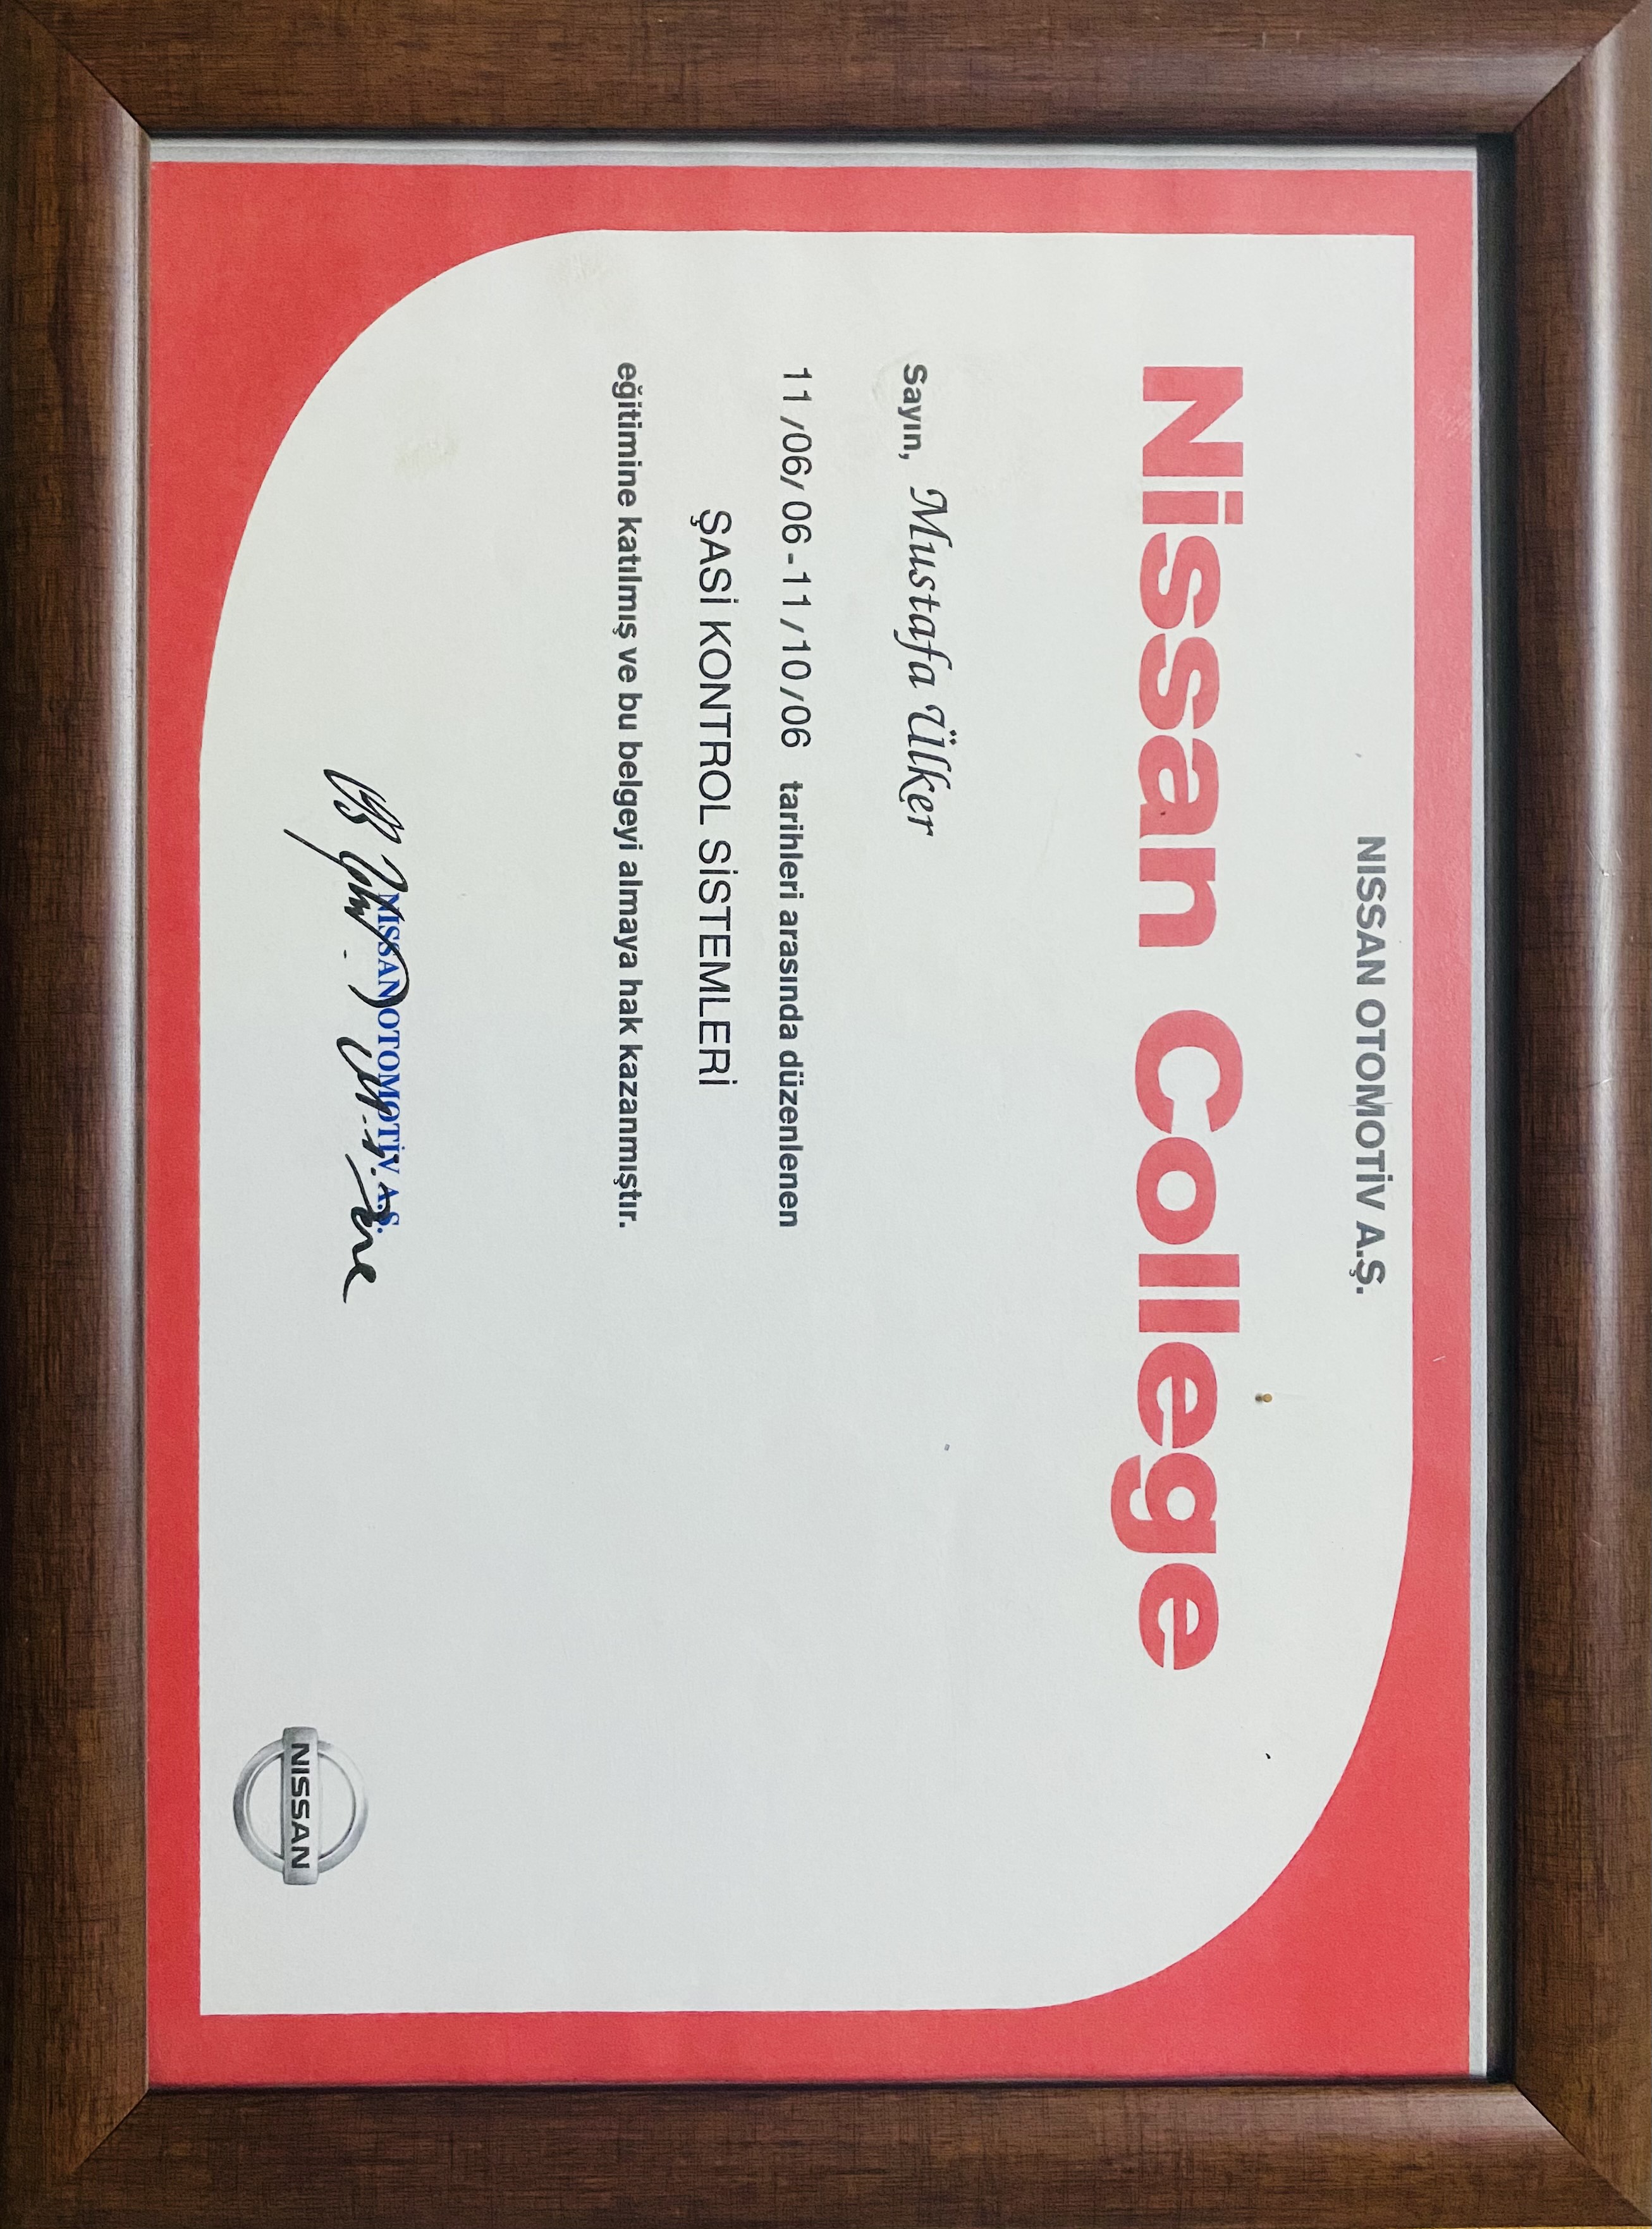 NISSAN OTOMOTİV A.Ş.
Nissan College
Sayın, Mustafa Ülker
11/06/06-11/10/06 tarihleri arasında düzenlenen
ŞASİ KONTROL SİSTEMLERİ
eğitimine katılmış ve bu belgeyi almaya hak kazanmıştır.
NISSAN OTOMOTİV A.Ş.
NISSAN